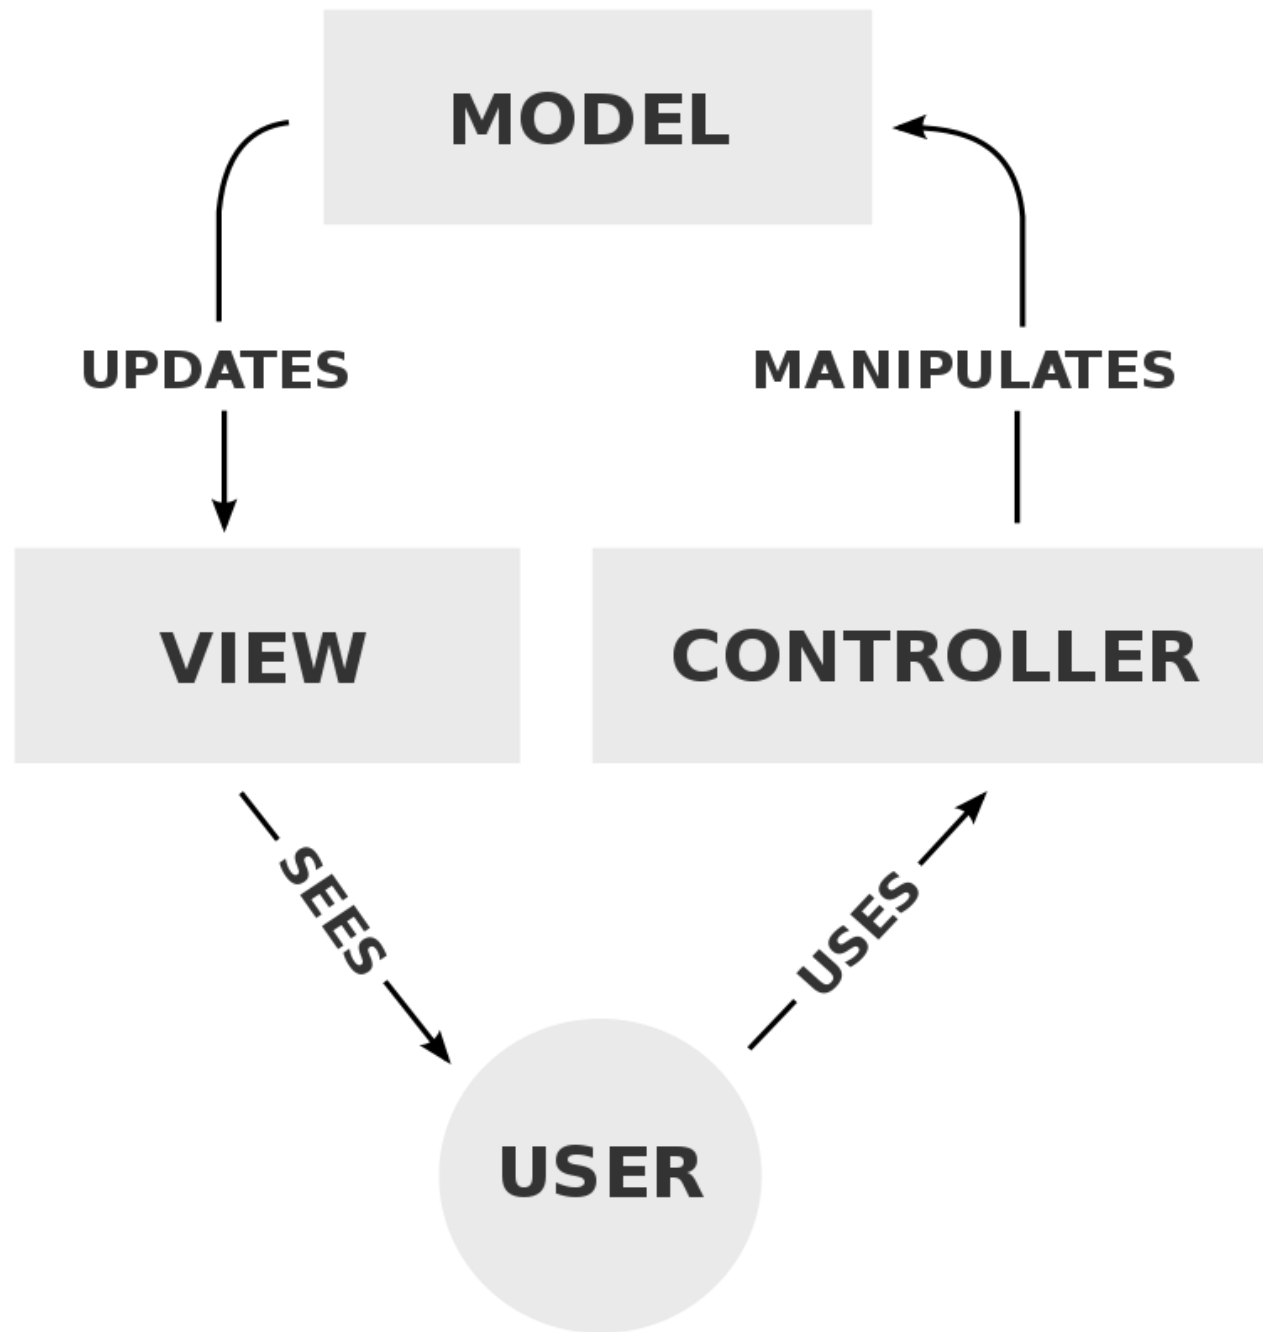 MODEL
UPDATES
MANIPULATES
VIEW
CONTROLLER
SEES
USES
USER